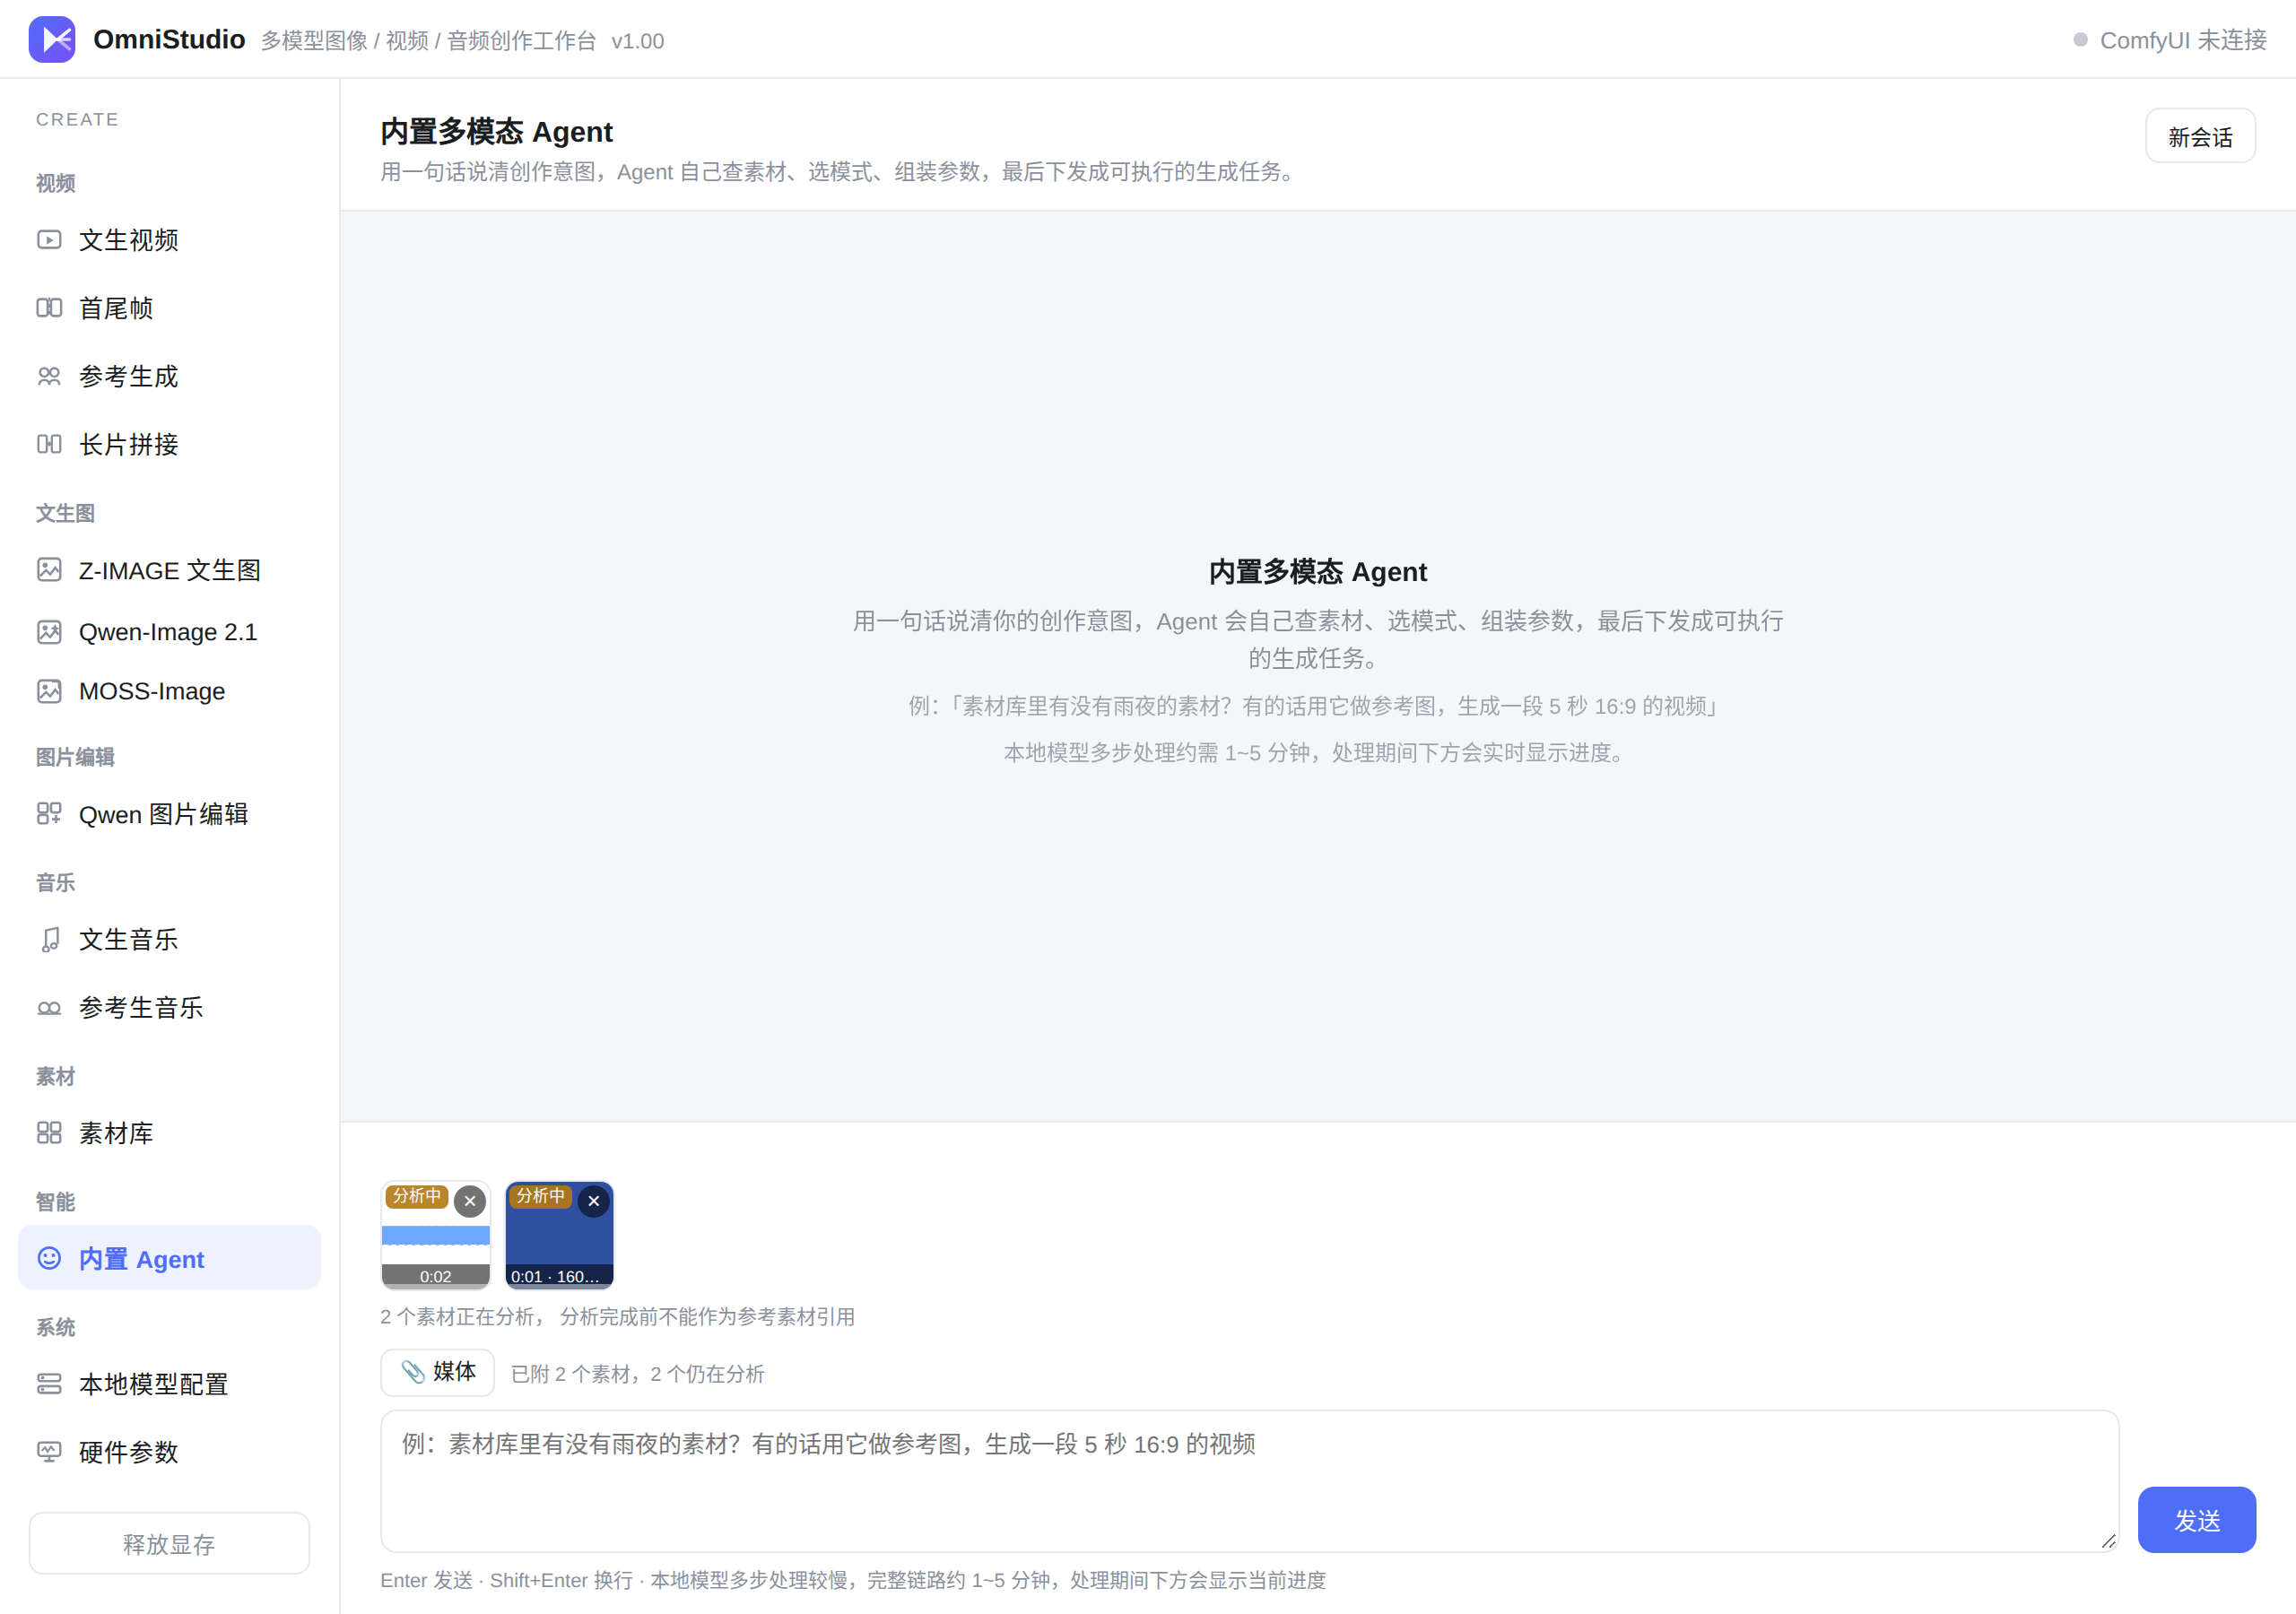 OmniStudio 多模型图像 / 视频 / 音频创作工作台 v1.00
ComfyUI 未连接
CREATE
视频
文生视频
首尾帧
参考生成
长片拼接
文生图
Z-IMAGE 文生图
Qwen-Image 2.1
MOSS-Image
图片编辑
Qwen 图片编辑
音乐
文生音乐
参考生音乐
素材
素材库
智能
内置 Agent
系统
本地模型配置
硬件参数
释放显存
内置多模态 Agent
用一句话说清创作意图，Agent 自己查素材、选模式、组装参数，最后下发成可执行的生成任务。
新会话
内置多模态 Agent
用一句话说清你的创作意图，Agent 会自己查素材、选模式、组装参数，最后下发成可执行
的生成任务。
例：「素材库里有没有雨夜的素材？有的话用它做参考图，生成一段 5 秒 16:9 的视频」
本地模型多步处理约需 1~5 分钟，处理期间下方会实时显示进度。
分析中 ✕
0:02
分析中 ✕
0:01 · 160…
2 个素材正在分析， 分析完成前不能作为参考素材引用
📎 媒体 已附 2 个素材，2 个仍在分析
例：素材库里有没有雨夜的素材？有的话用它做参考图，生成一段 5 秒 16:9 的视频
发送
Enter 发送 · Shift+Enter 换行 · 本地模型多步处理较慢，完整链路约 1~5 分钟，处理期间下方会显示当前进度